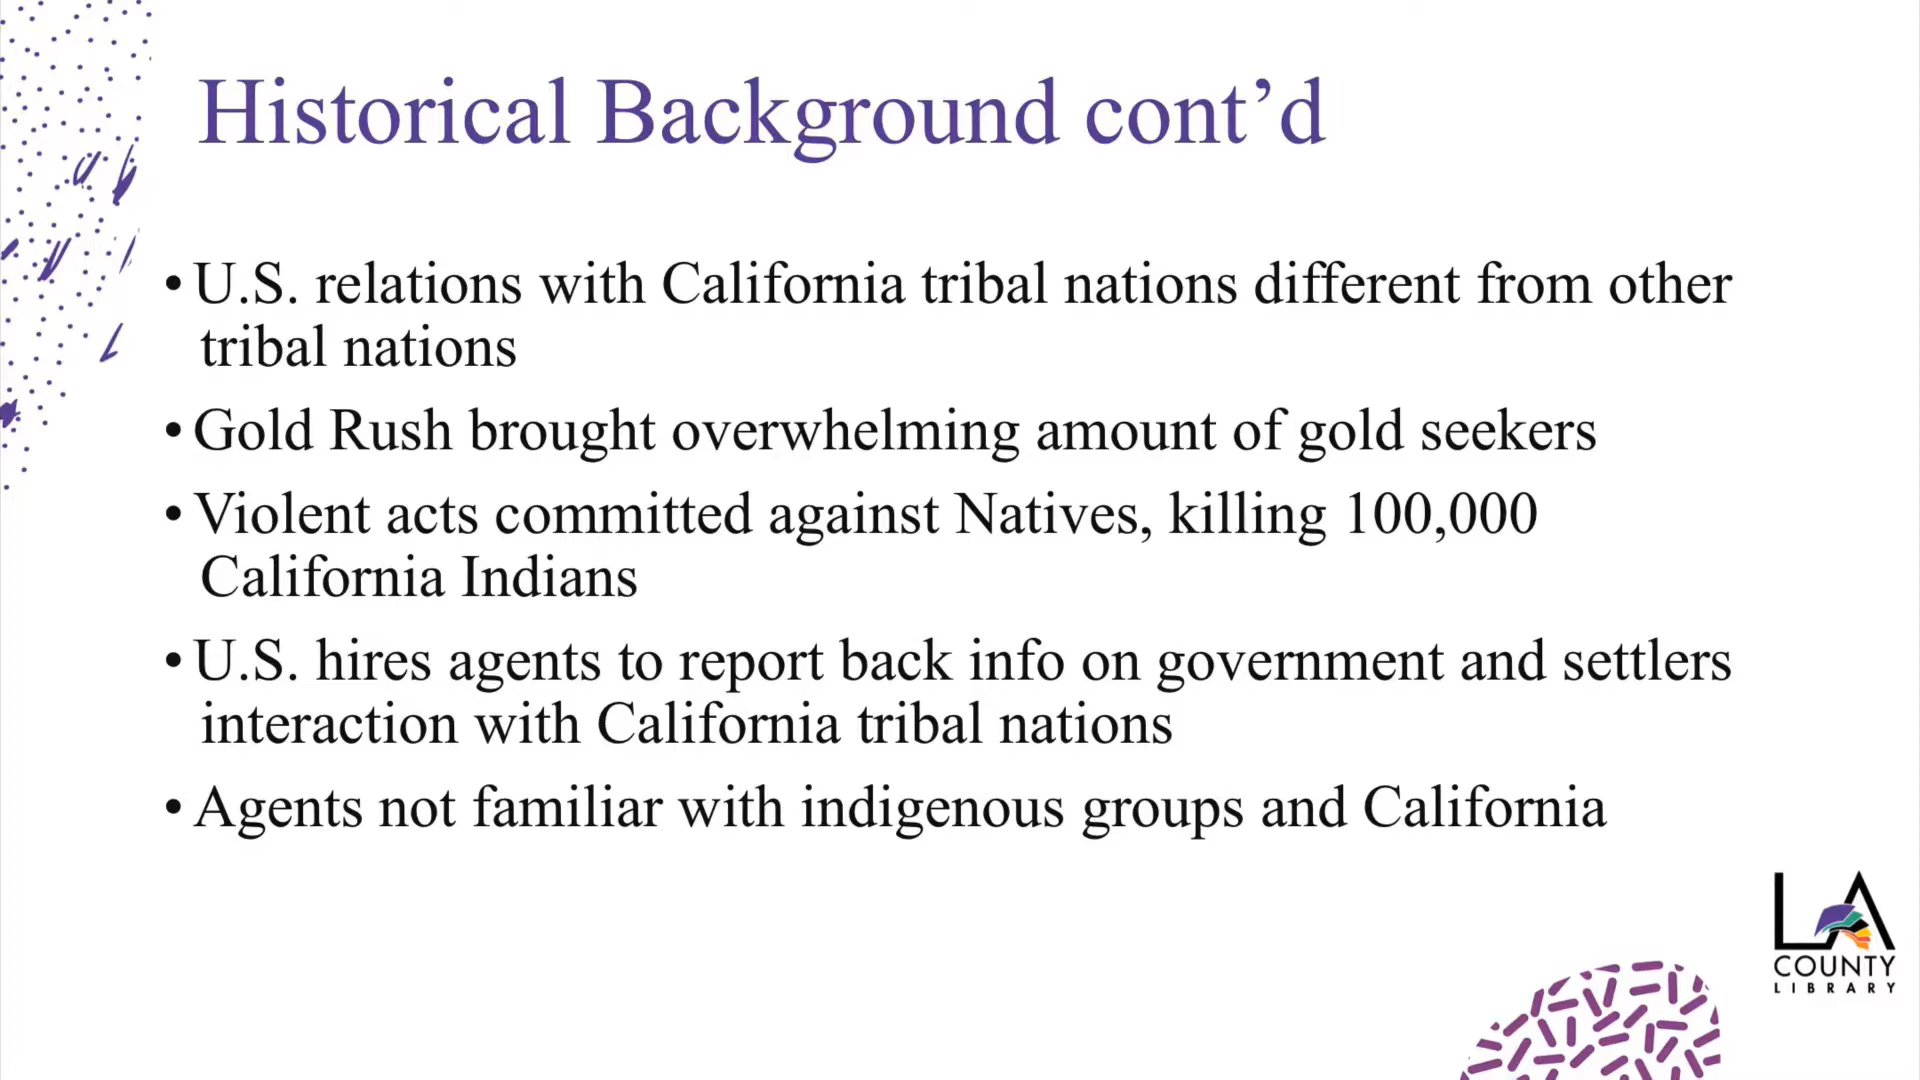 Historical Background cont’d
• U.S. relations with California tribal nations different from other
tribal nations
• Gold Rush brought overwhelming amount of gold seekers
• Violent acts committed against Natives, killing 100,000
California Indians
• U.S. hires agents to report back info on government and settlers
interaction with California tribal nations
• Agents not familiar with indigenous groups and California
LA
COUNTY
LIBRARY